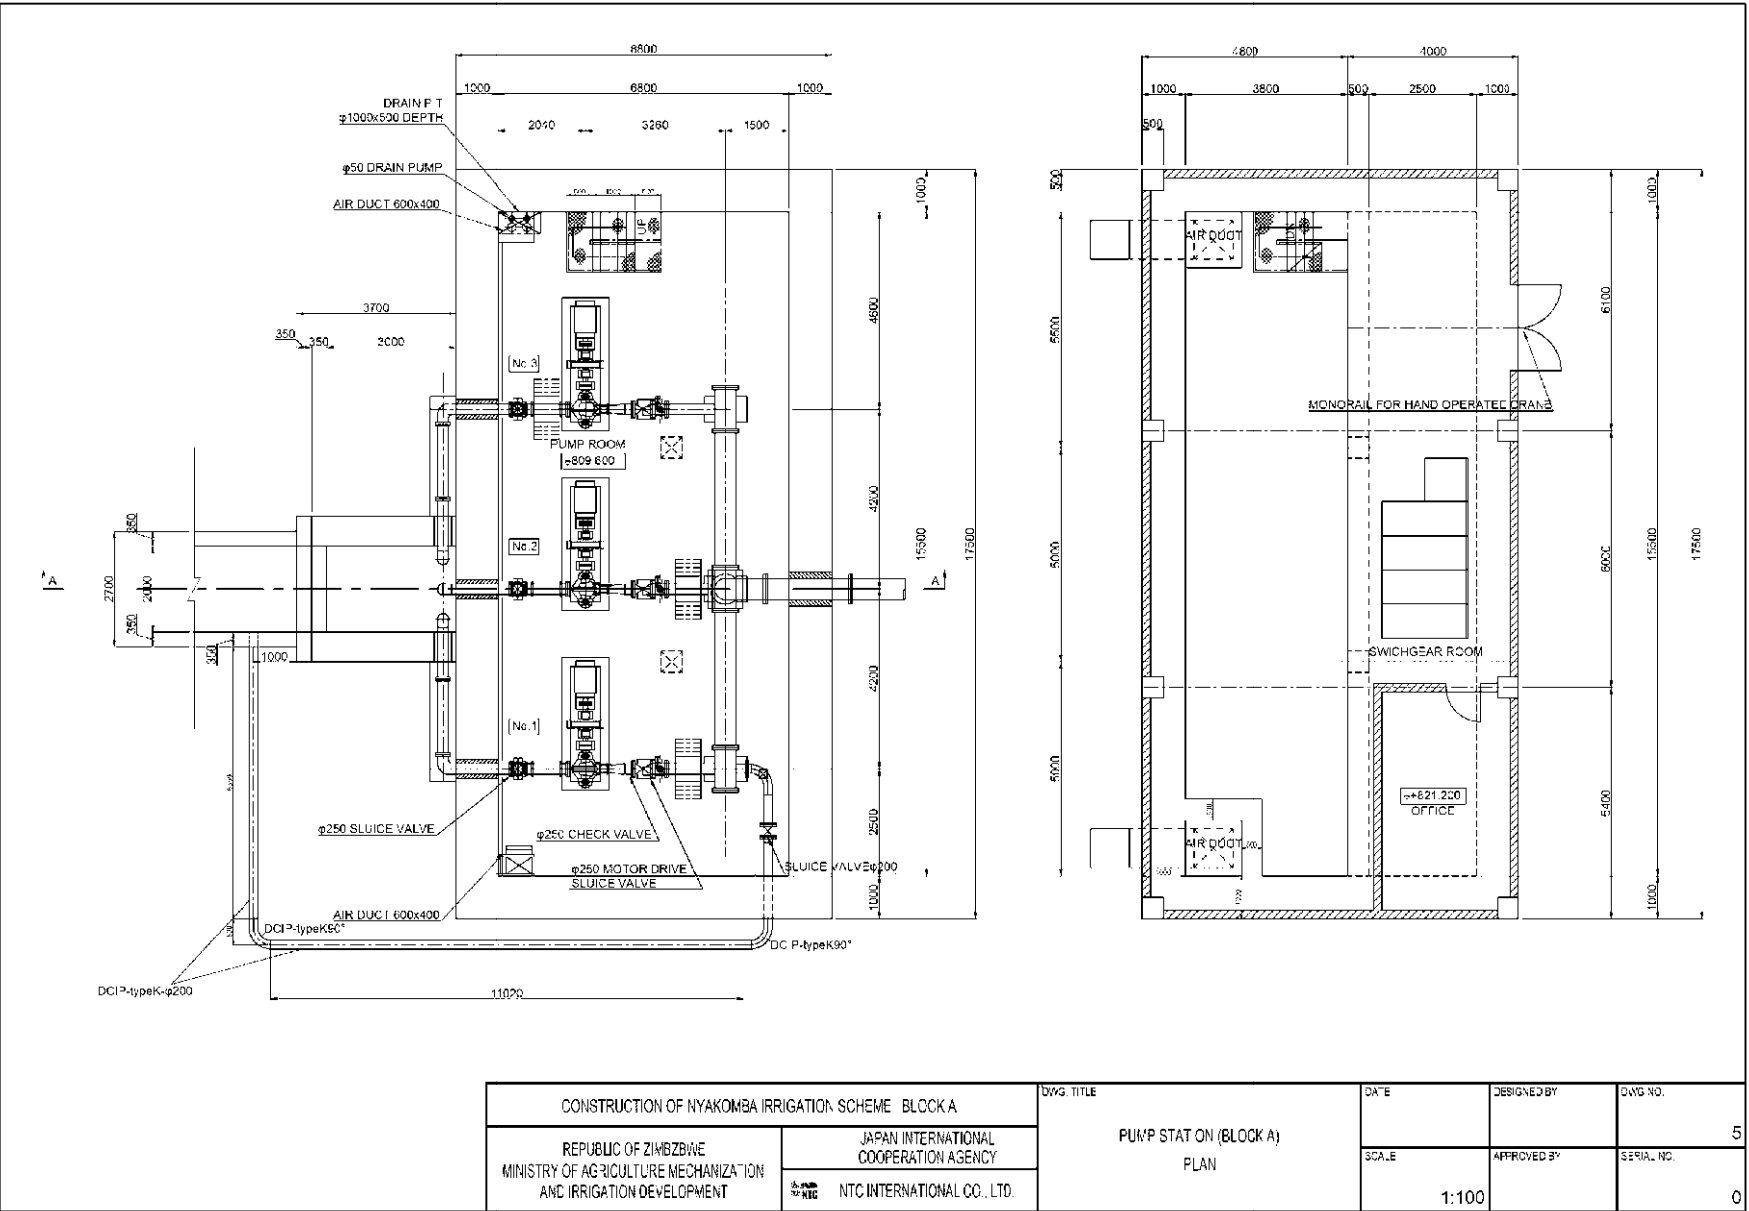 8800
1000
6800
1000
DRAIN P T
φ1000x500 DEPTH
2040
3260
1500
φ50 DRAIN PUMP
AIR DUCT 600x400
UP
1000
3700
350
350
4600
No.3
PUMP ROOM
809 600
4200
No.2
350
2700
2000
350
350
1000
15500
17500
A
A
4200
No.1
φ250 SLUICE VALVE
φ250 CHECK VALVE
φ250 MOTOR DRIVE
SLUICE VALVE
SLUICE VALVEφ200
2500
1000
AIR DUCT 600x400
DCIP-typeK90°
DC P-typeK90°
DCIP-typeK-φ200
11020
4800
4000
1000
3800
500
2500
1000
500
500
1000
AIR DUCT
DN
5500
6100
MONORAIL FOR HAND OPERATED CRANE
5000
6000
15500
17500
SWICHGEAR ROOM
5000
+821.200
OFFICE
5400
AIR DUCT
1000
CONSTRUCTION OF NYAKOMBA IRRIGATION SCHEME BLOCK A
REPUBLIC OF ZIMBZBWE
MINISTRY OF AGRICULTURE MECHANIZATION
AND IRRIGATION DEVELOPMENT
JAPAN INTERNATIONAL
COOPERATION AGENCY
NTC
NTC INTERNATIONAL CO., LTD.
DWG. TITLE
PUMP STAT ON (BLOCK A)
PLAN
DATE
DESIGNED BY
DWG NO.
5
SCALE
1:100
APPROVED BY
SERIAL NO.
0